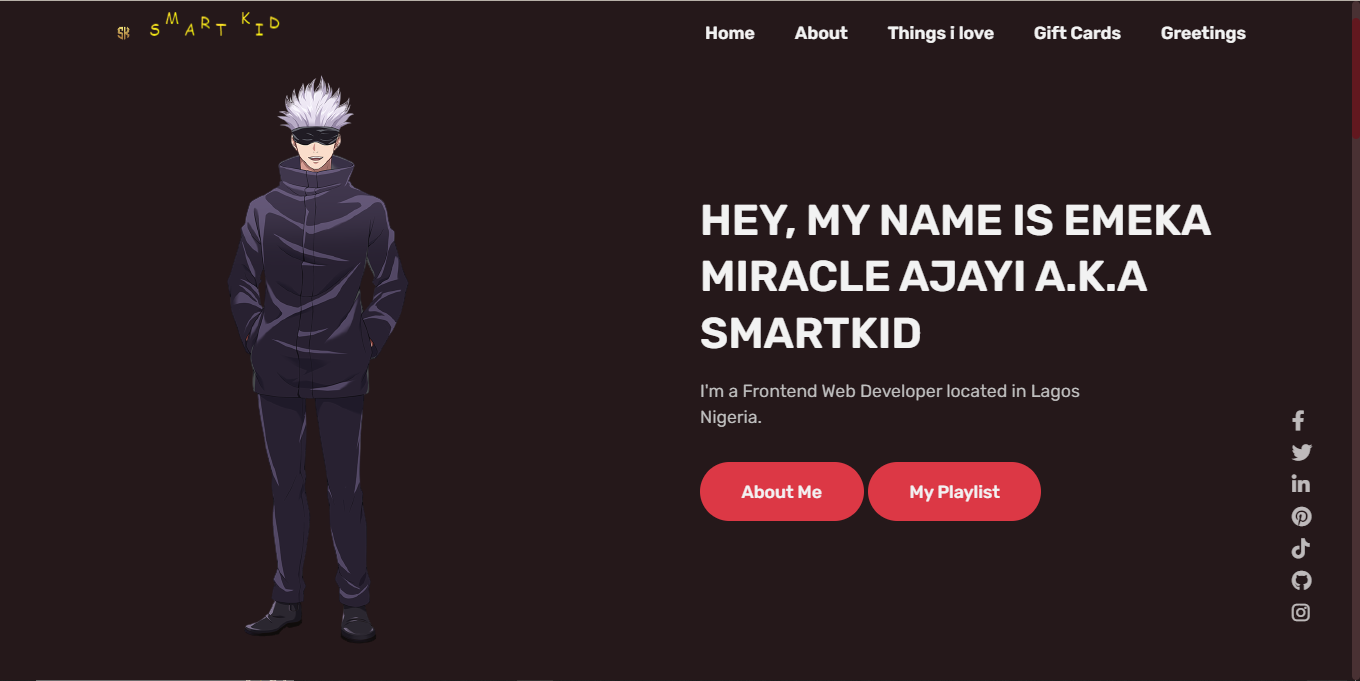 SK SMART KID
Home About Things i love Gift Cards Greetings
HEY, MY NAME IS EMEKA
MIRACLE AJAYI A.K.A
SMARTKID
I'm a Frontend Web Developer located in Lagos
Nigeria.
About Me My Playlist